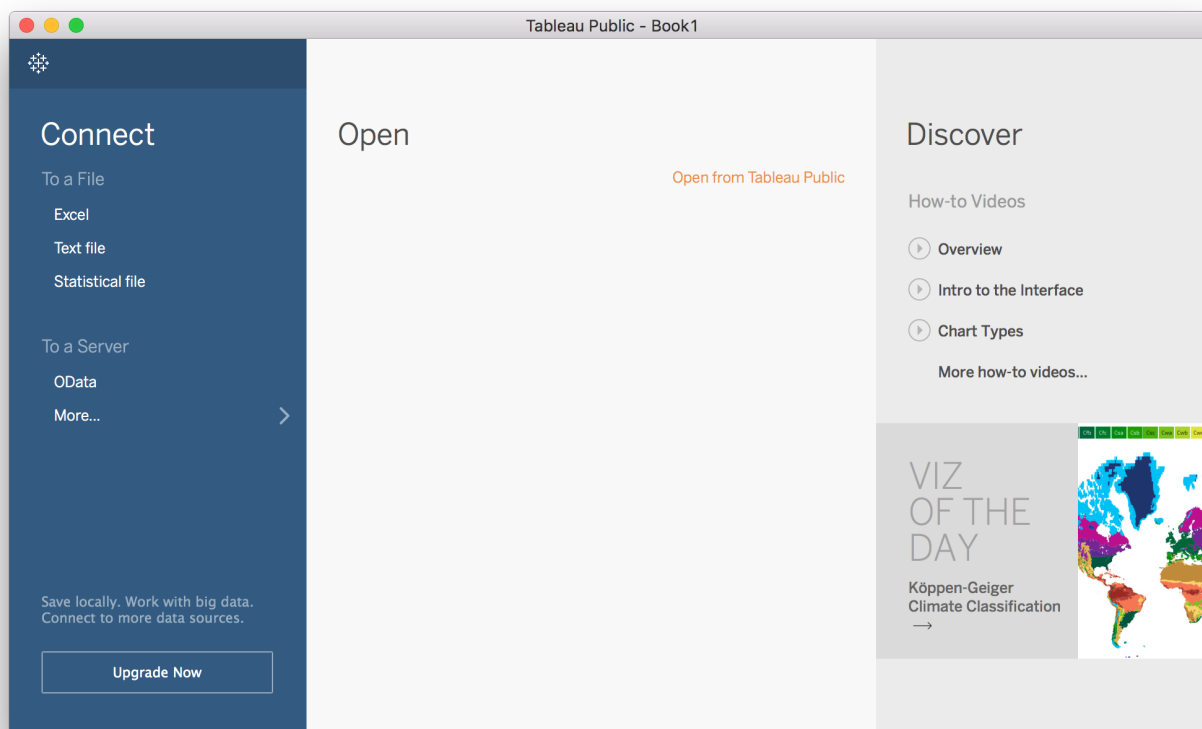 Tableau Public - Book1
Connect
To a File
Excel
Text file
Statistical file
To a Server
OData
More...
Save locally. Work with big data.
Connect to more data sources.
Upgrade Now
Open
Open from Tableau Public
Discover
How-to Videos
Overview
Intro to the Interface
Chart Types
More how-to videos...
VIZ
OF THE
DAY
Köppen-Geiger
Climate Classification